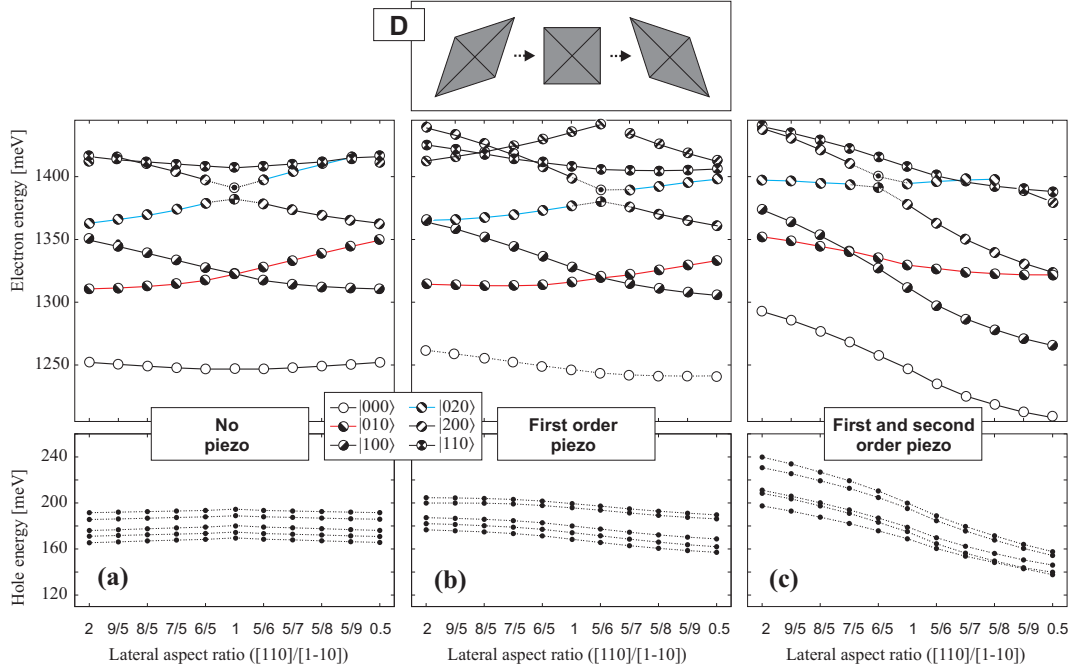 D
Electron energy [meV]
1400
1350
1300
1250
No
piezo
First order
piezo
First and second
order piezo
|000⟩
|010⟩
|100⟩
|020⟩
|200⟩
|110⟩
Hole energy [meV]
240
200
160
120
(a)
(b)
(c)
2 9/5 8/5 7/5 6/5 1 5/6 5/7 5/8 5/9 0.5
2 9/5 8/5 7/5 6/5 1 5/6 5/7 5/8 5/9 0.5
2 9/5 8/5 7/5 6/5 1 5/6 5/7 5/8 5/9 0.5
Lateral aspect ratio ([110]/[1-10])
Lateral aspect ratio ([110]/[1-10])
Lateral aspect ratio ([110]/[1-10])